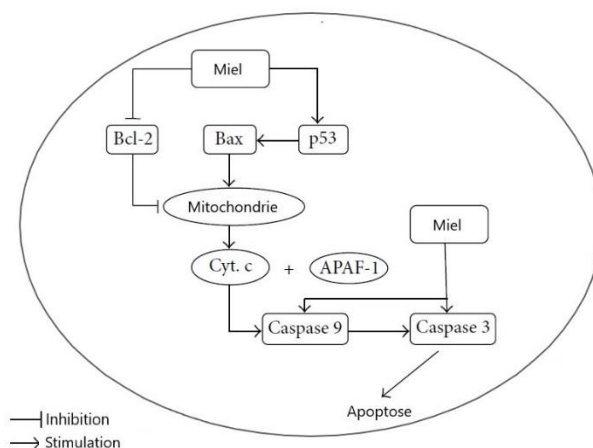 Miel
Bcl-2
Bax
p53
Mitochondrie
Miel
Cyt. c
+
APAF-1
Caspase 9
Caspase 3
Apoptose
Inhibition
Stimulation